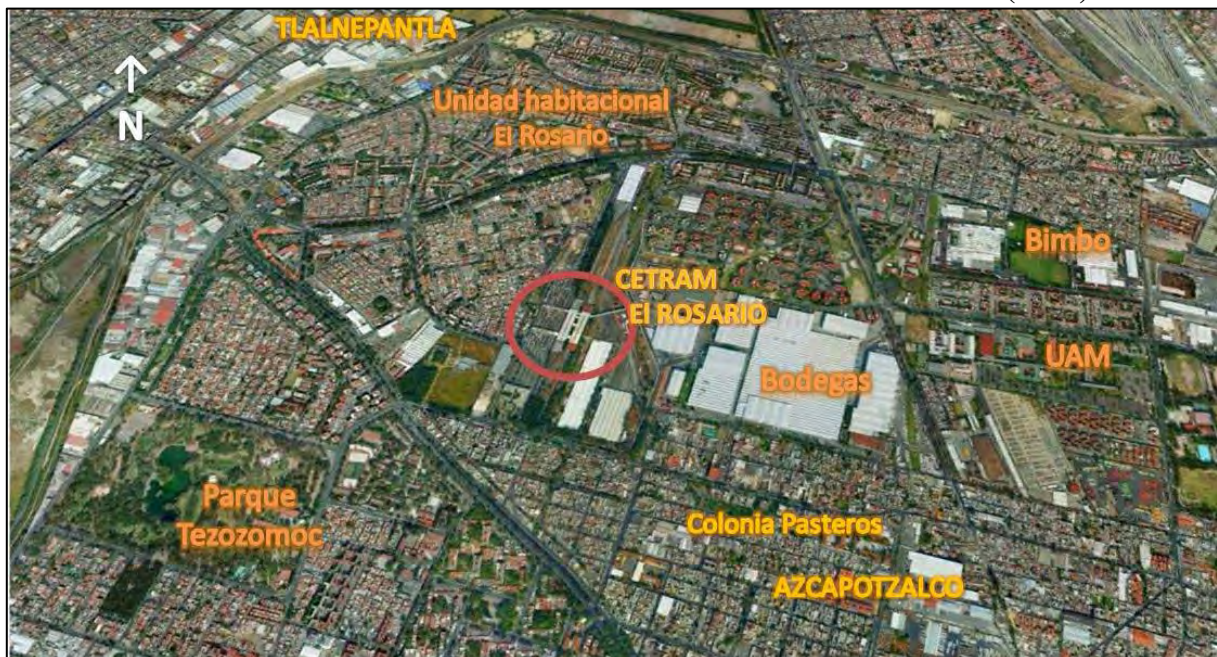 TLALNEPANTLA
N
Unidad habitacional
El Rosario
Bimbo
CETRAM
El ROSARIO
UAM
Bodegas
Parque
Tezozomoc
Colonia Pasteros
AZCAPOTZALCO